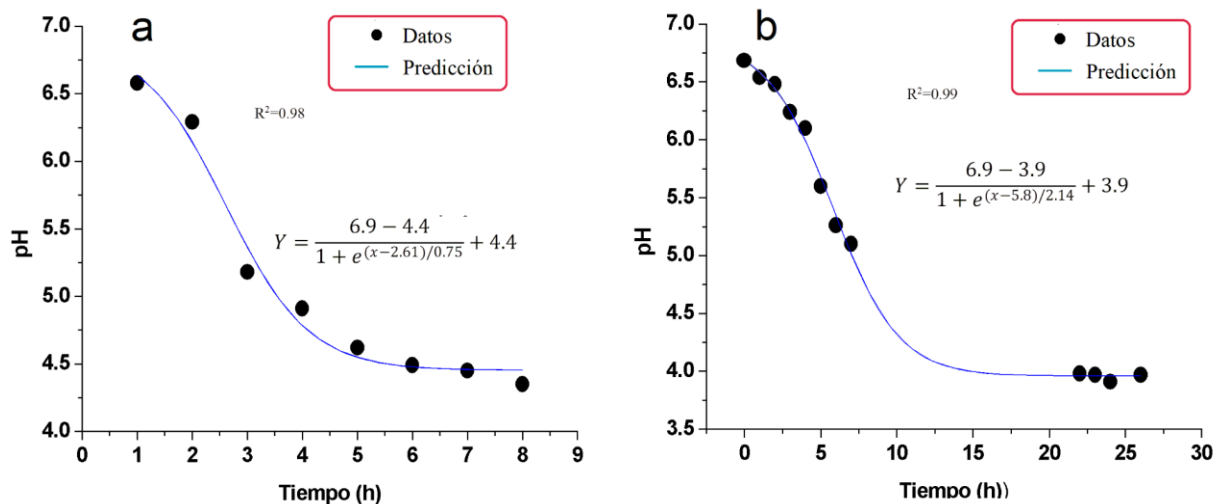 a
Datos
Predicción
R²=0.98
Y = (6.9 − 4.4) / (1 + e^((x−2.61)/0.75)) + 4.4
pH
7.0
6.5
6.0
5.5
5.0
4.5
4.0
0 1 2 3 4 5 6 7 8 9
Tiempo (h)
b
Datos
Predicción
R²=0.99
Y = (6.9 − 3.9) / (1 + e^((x−5.8)/2.14)) + 3.9
pH
7.0
6.5
6.0
5.5
5.0
4.5
4.0
3.5
0 5 10 15 20 25 30
Tiempo (h))